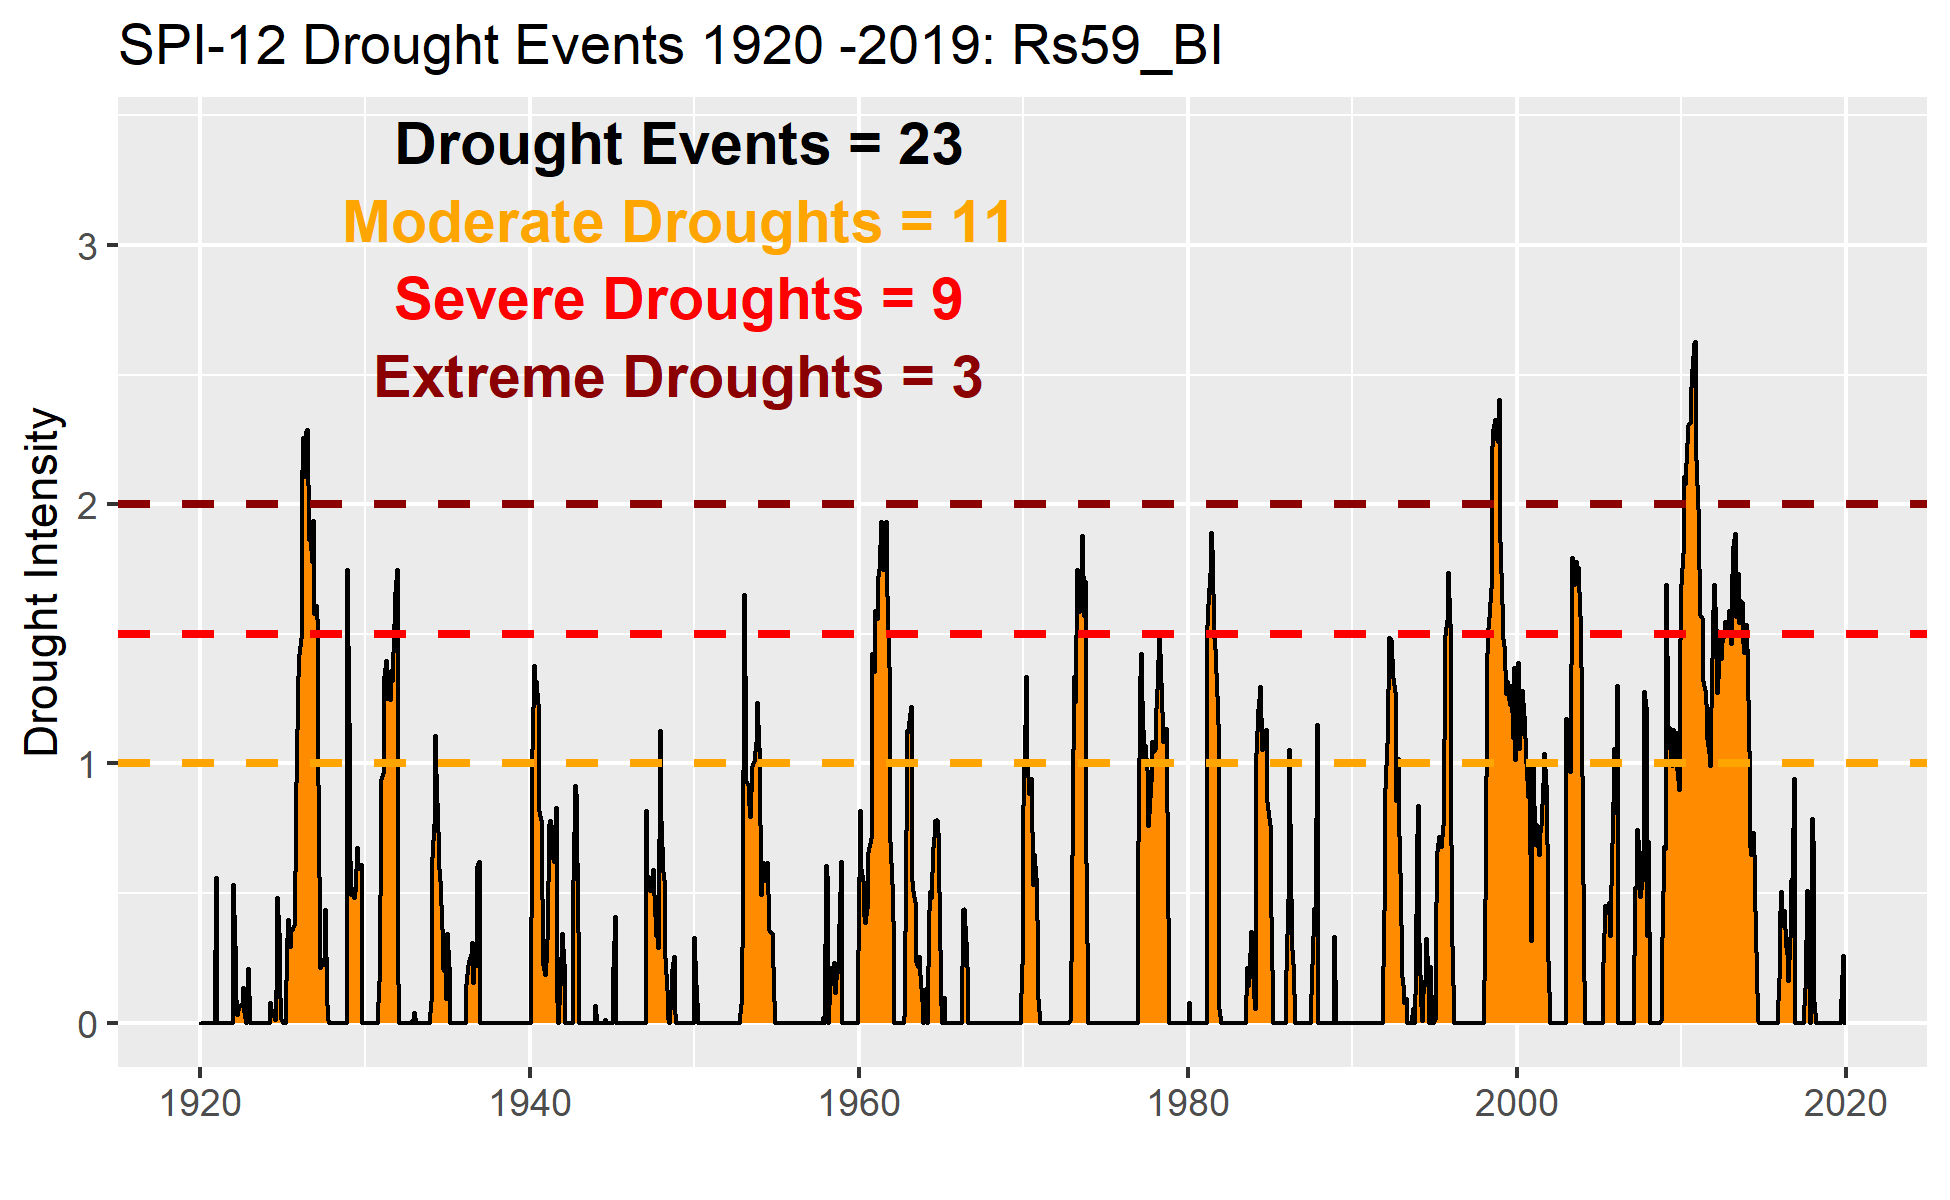 SPI-12 Drought Events 1920 -2019: Rs59_BI
Drought Events = 23
Moderate Droughts = 11
Severe Droughts = 9
Extreme Droughts = 3
Drought Intensity
3
2
1
0
1920 1940 1960 1980 2000 2020